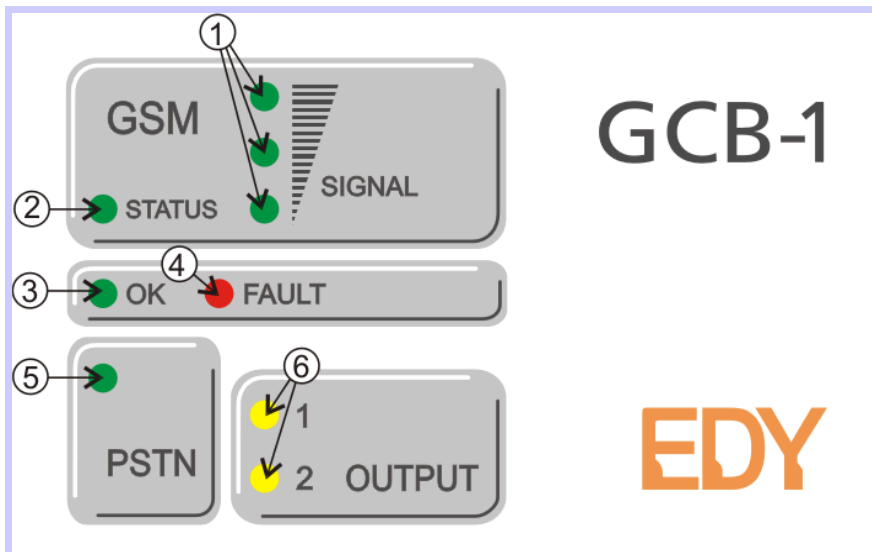 1
GSM
GCB-1
SIGNAL
2 STATUS
4
3 OK FAULT
5
6
1
PSTN
2 OUTPUT
EDY